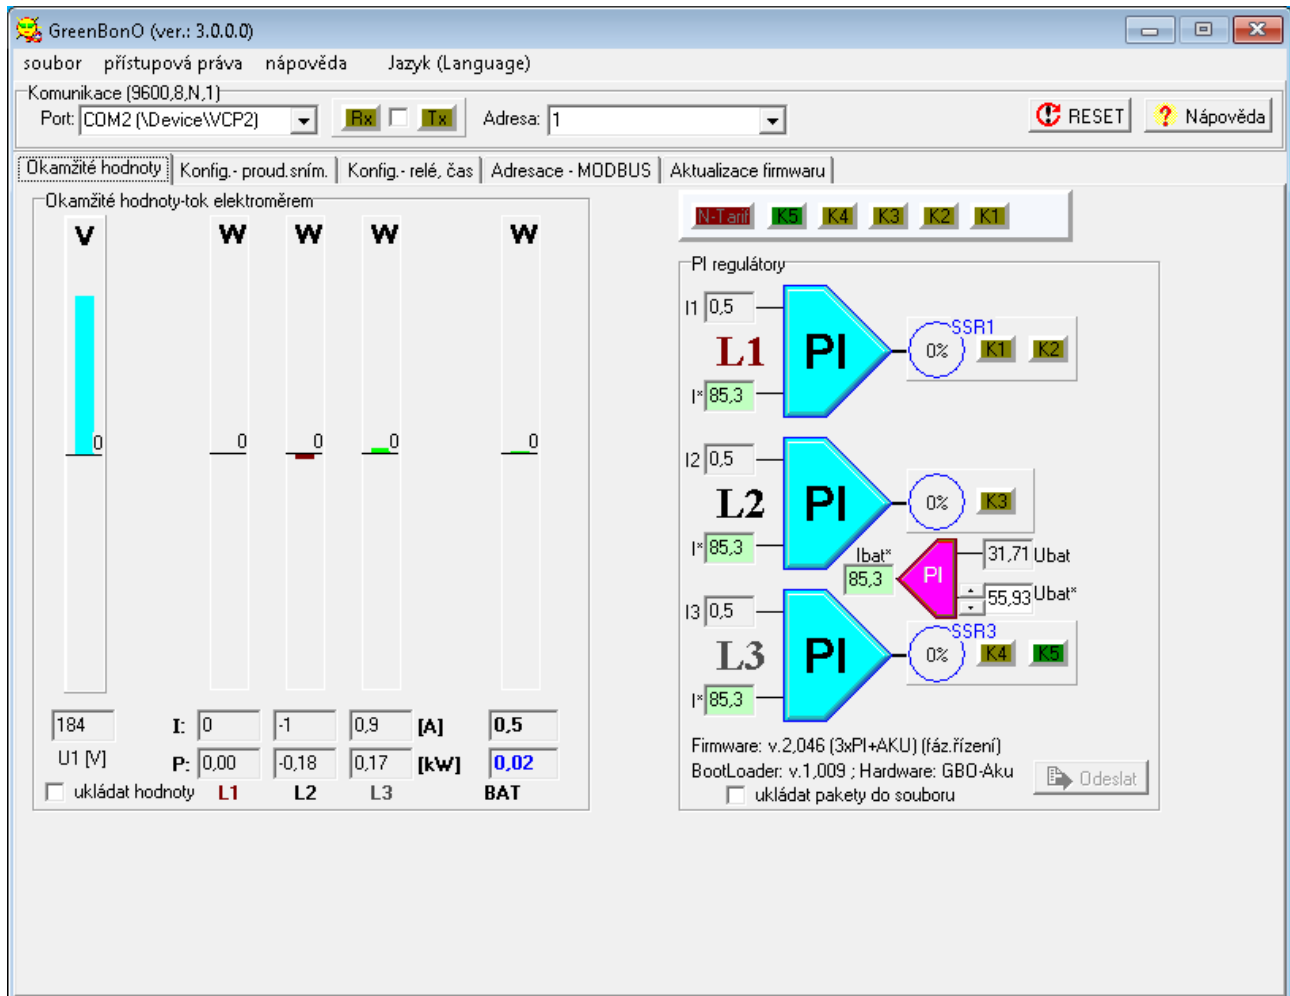 GreenBonO (ver.: 3.0.0.0)
soubor přístupová práva nápověda Jazyk (Language)
Komunikace (9600,8,N,1)
Port: COM2 (\Device\VCP2) Rx Tx Adresa: 1 RESET ? Nápověda
Okamžité hodnoty Konfig.- proud.sním. Konfig.- relé, čas Adresace - MODBUS Aktualizace firmwaru
Okamžité hodnoty-tok elektroměrem
V W W W W
0 0 0 0 0
184 I: 0 -1 0,9 [A] 0,5
U1 [V] P: 0,00 -0,18 0,17 [kW] 0,02
ukládat hodnoty L1 L2 L3 BAT
N-Tarif K5 K4 K3 K2 K1
PI regulátory
I1 0,5
L1 PI 0% SSR1 K1 K2
I* 85,3
I2 0,5
L2 PI 0% K3
I* 85,3
Ibat* 85,3 PI 31,71 Ubat
55,93 Ubat*
I3 0,5
L3 PI 0% SSR3 K4 K5
I* 85,3
Firmware: v.2,046 (3xPI+AKU) (fáz.řízení)
BootLoader: v.1,009 ; Hardware: GBO-Aku
ukládat pakety do souboru
Odeslat